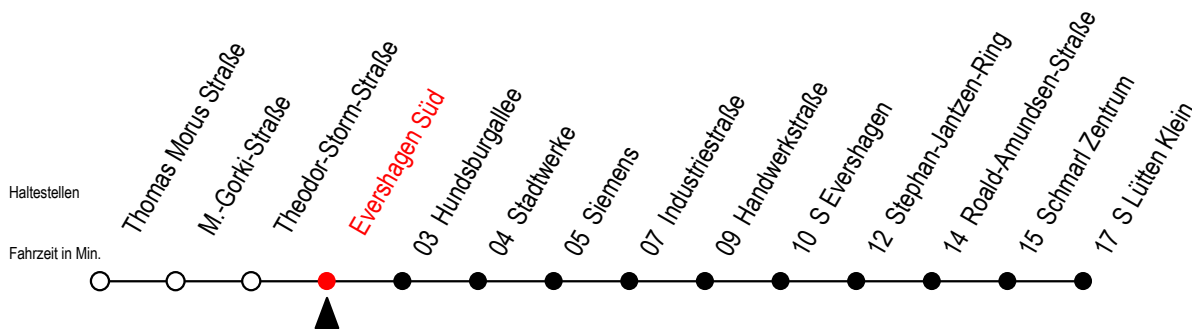 Haltestellen
Fahrzeit in Min.
Thomas Morus Straße
M.-Gorki-Straße
Theodor-Storm-Straße
Evershagen Süd
03 Hundsburgallee
04 Stadtwerke
05 Siemens
07 Industriestraße
09 Handwerkstraße
10 S Evershagen
12 Stephan-Jantzen-Ring
14 Roald-Amundsen-Straße
15 Schmarl Zentrum
17 S Lütten Klein